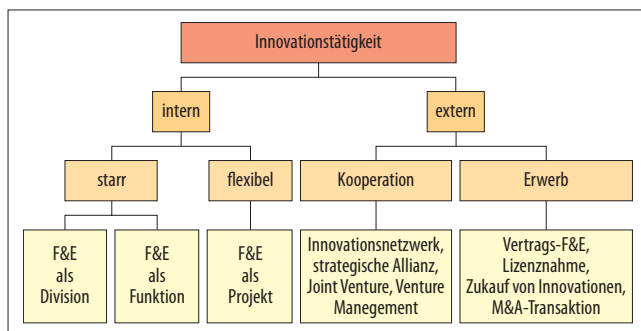 Innovationstätigkeit
intern
extern
starr
flexibel
Kooperation
Erwerb
F&E
als
Division
F&E
als
Funktion
F&E
als
Projekt
Innovationsnetzwerk,
strategische Allianz,
Joint Venture, Venture
Manegement
Vertrags-F&E,
Lizenznahme,
Zukauf von Innovationen,
M&A-Transaktion